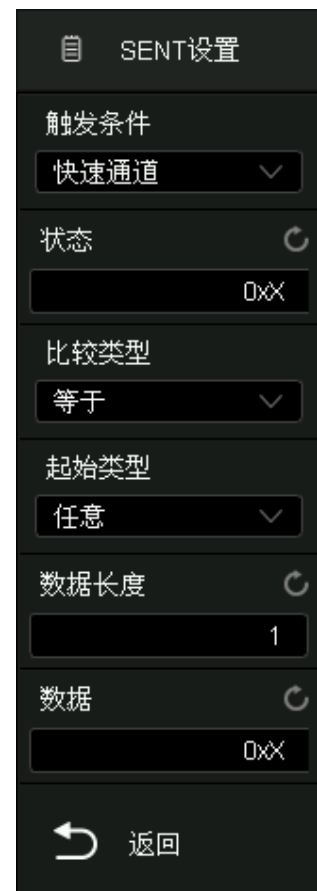 SENT设置
触发条件
快速通道
状态
0xX
比较类型
等于
起始类型
任意
数据长度
1
数据
0xX
返回